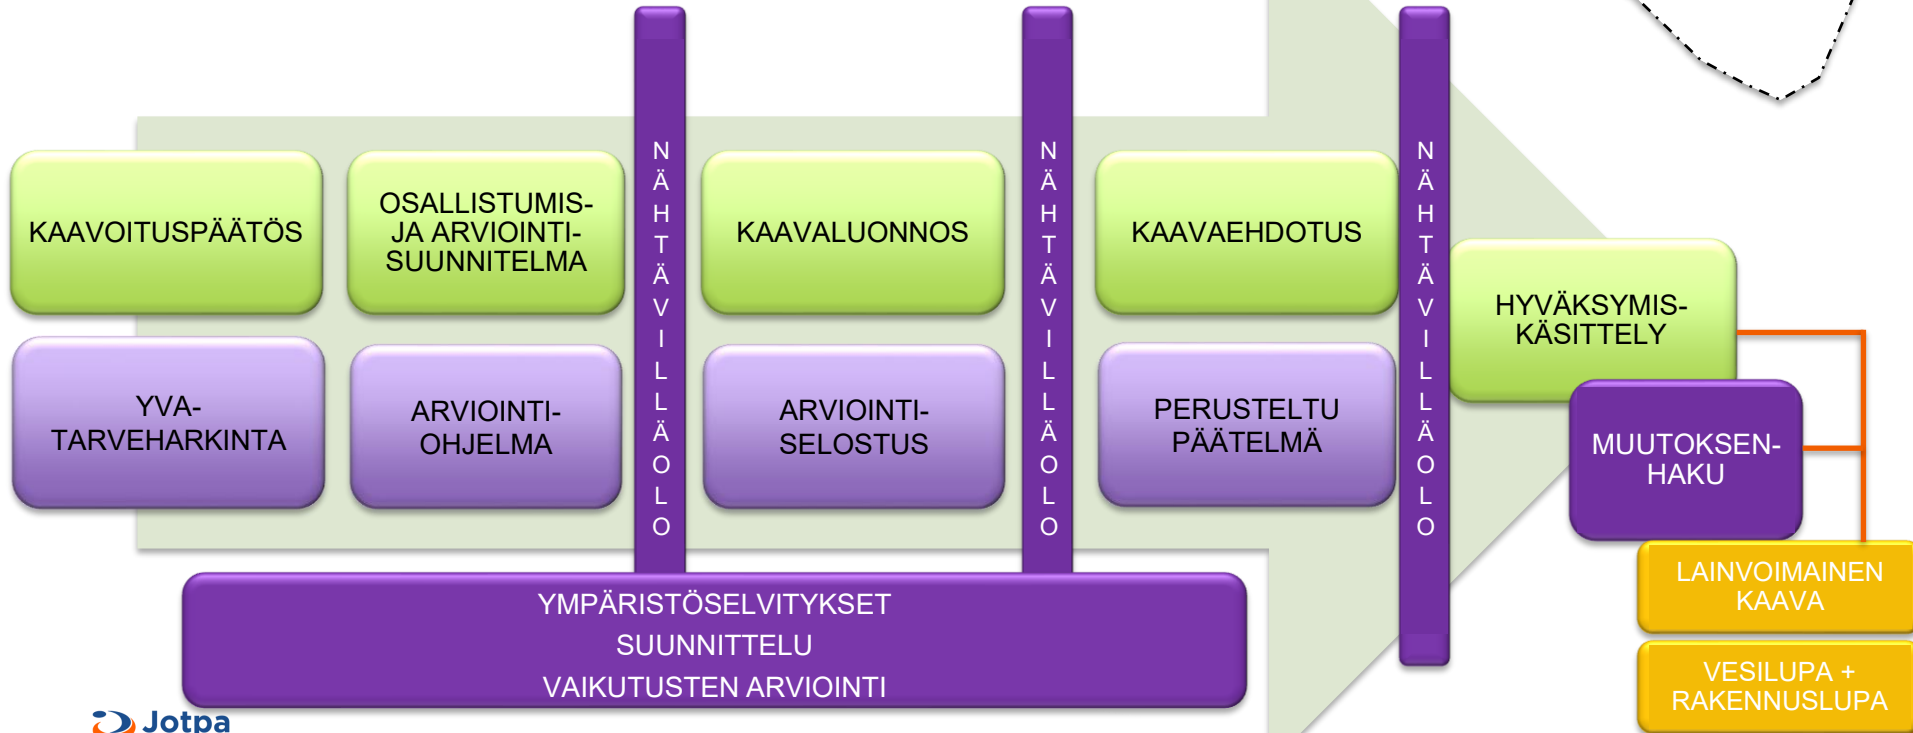 KAAVOITUSPÄÄTÖS
OSALLISTUMIS-
JA ARVIOINTI-
SUUNNITELMA
NÄHTÄVILLÄOLO
KAAVALUONNOS
NÄHTÄVILLÄOLO
KAAVAEHDOTUS
NÄHTÄVILLÄOLO
HYVÄKSYMIS-
KÄSITTELY
YVA-
TARVEHARKINTA
ARVIOINTI-
OHJELMA
ARVIOINTI-
SELOSTUS
PERUSTELTU
PÄÄTELMÄ
MUUTOKSEN-
HAKU
YMPÄRISTÖSELVITYKSET
SUUNNITTELU
VAIKUTUSTEN ARVIOINTI
LAINVOIMAINEN
KAAVA
VESILUPA +
RAKENNUSLUPA
Jotpa